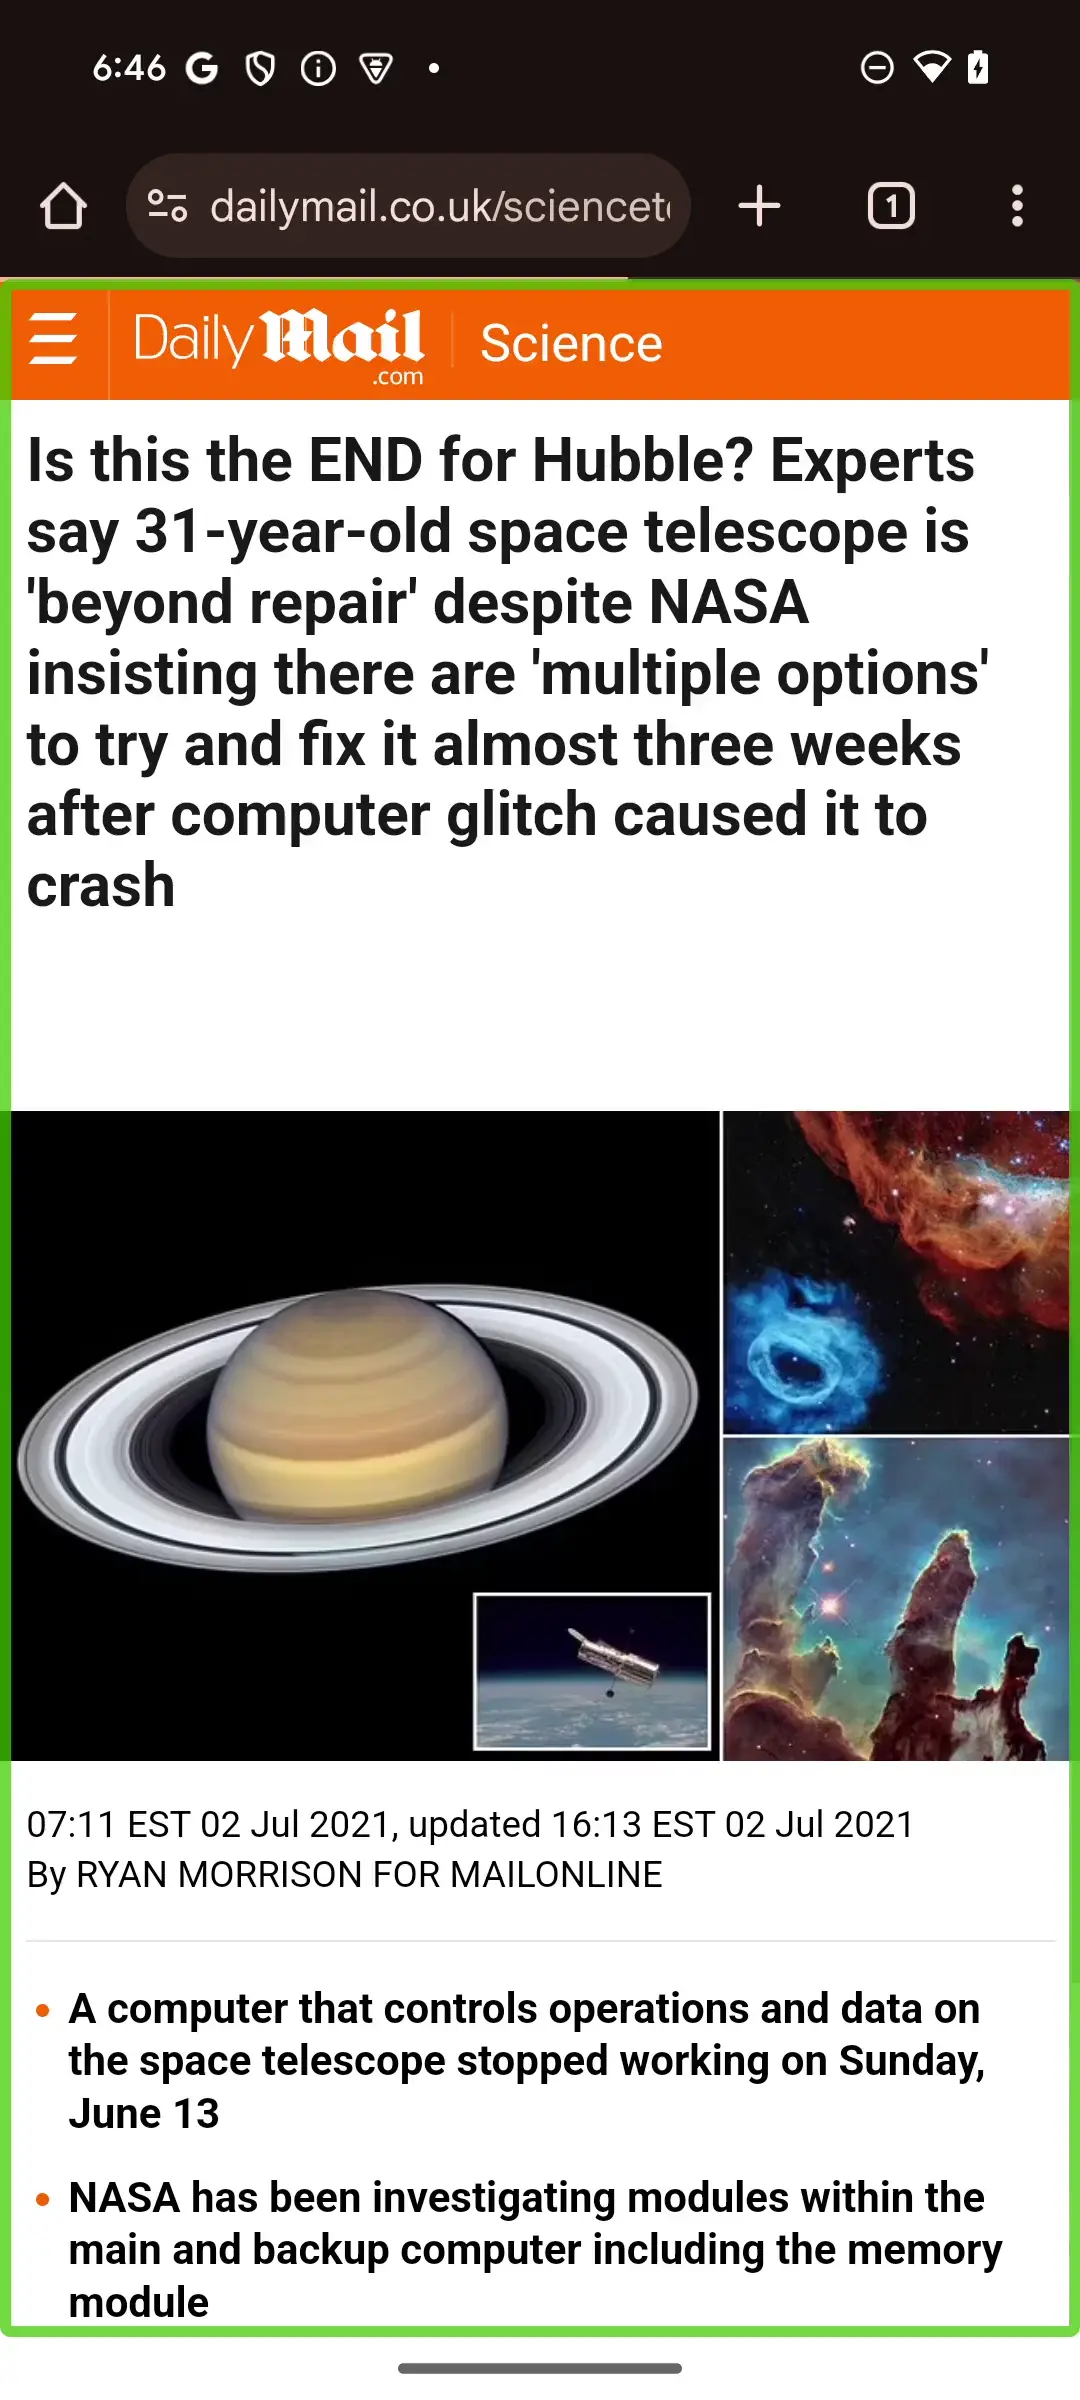 6:46
dailymail.co.uk/sciencet
1
Daily Mail
.com
Science
Is this the END for Hubble? Experts
say 31-year-old space telescope is
'beyond repair' despite NASA
insisting there are 'multiple options'
to try and fix it almost three weeks
after computer glitch caused it to
crash
07:11 EST 02 Jul 2021, updated 16:13 EST 02 Jul 2021
By RYAN MORRISON FOR MAILONLINE
• A computer that controls operations and data on
the space telescope stopped working on Sunday,
June 13
• NASA has been investigating modules within the
main and backup computer including the memory
module